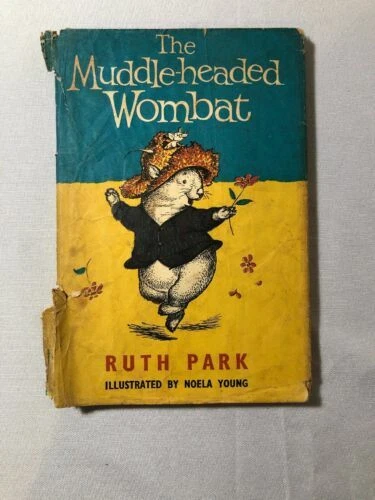 The
Muddle-headed
Wombat
RUTH PARK
ILLUSTRATED BY NOELA YOUNG